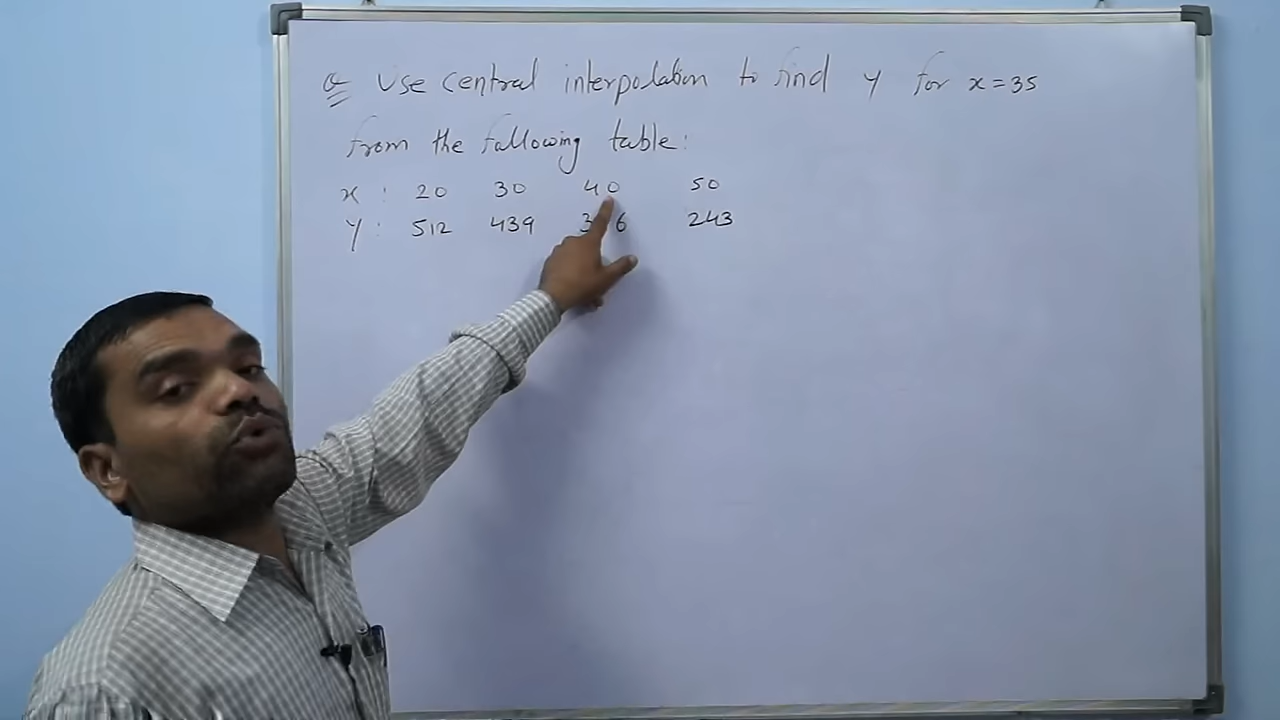 Q Use central interpolation to find y for x=35
from the following table:
x : 20 30 40 50
y : 512 439 243